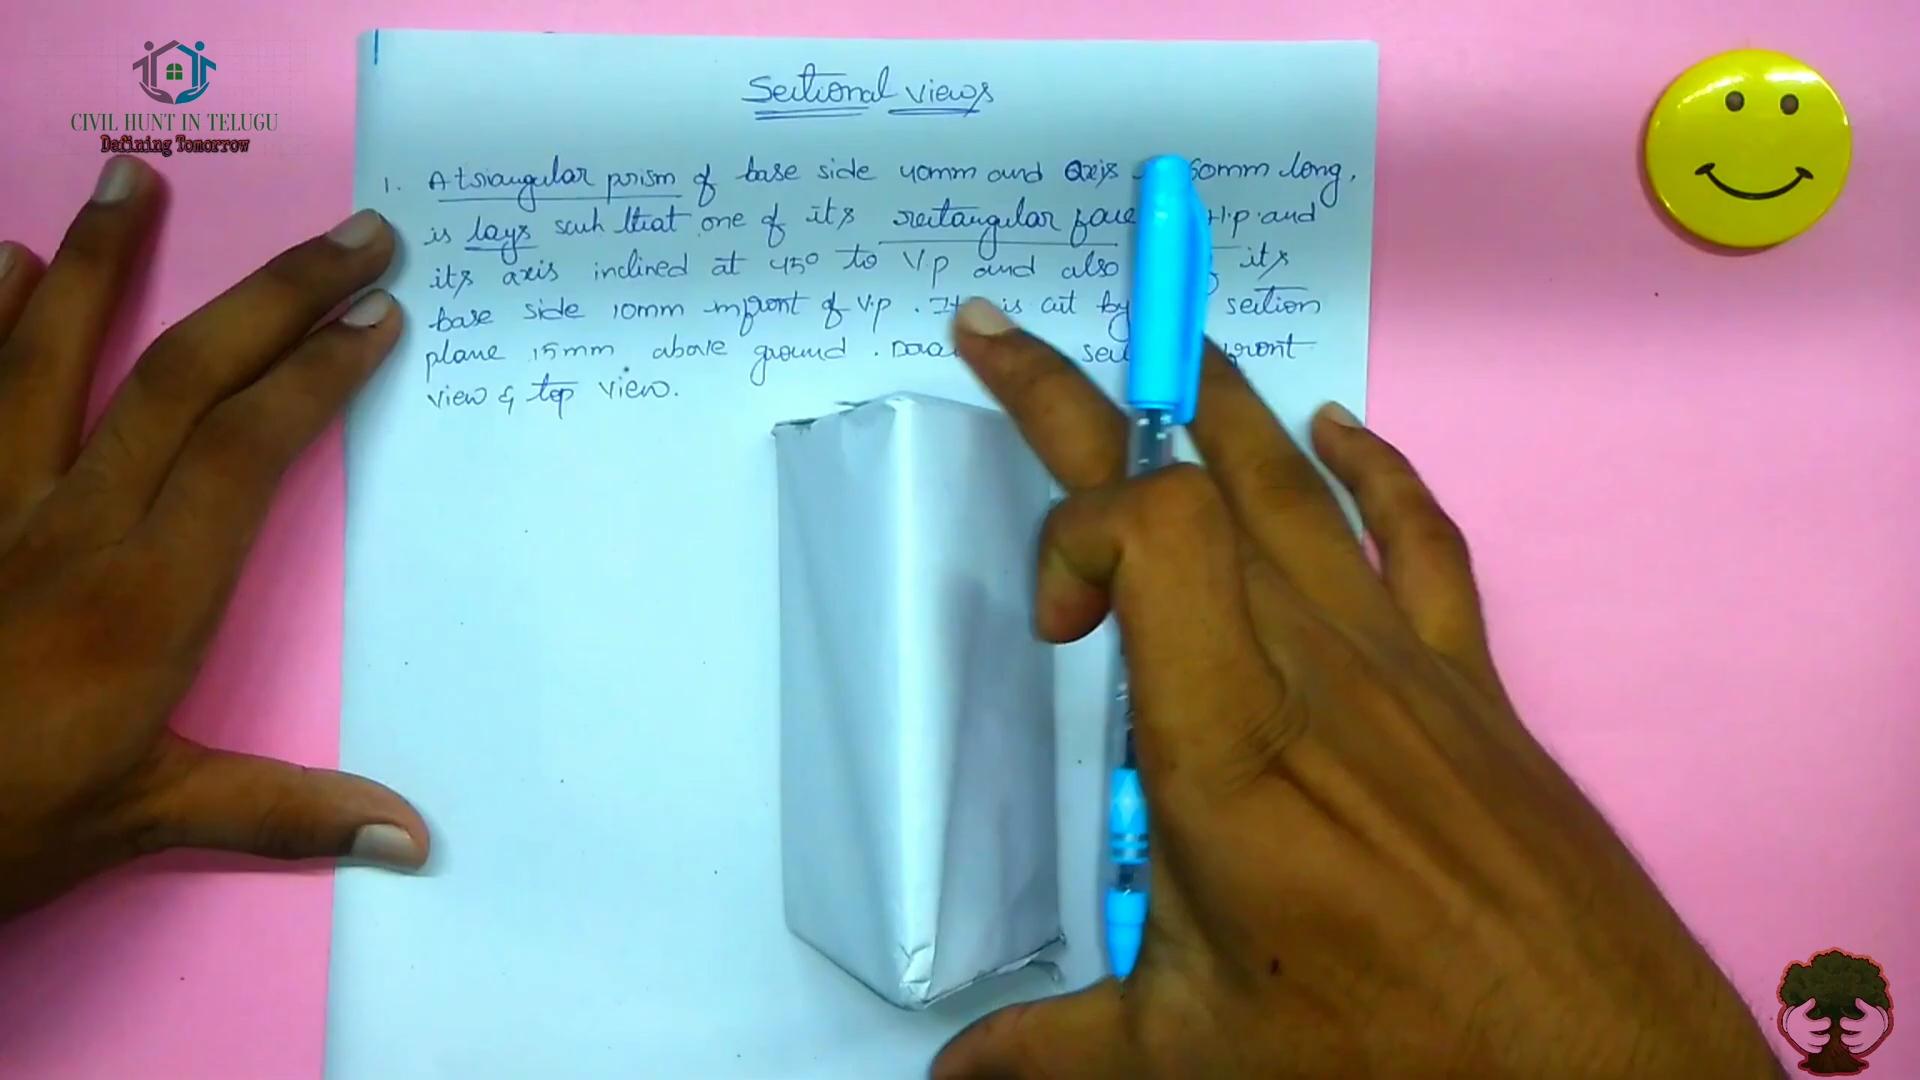 CIVIL HUNT IN TELUGU
Defining Tomorrow
Sectional views
1. A triangular prism of base side 40mm and axis 60mm long,
is lays such that one of its rectangular face H.p and
its axis inclined at 45° to V.p and also its
base side 10mm infront of V.p. It is cut by section
plane 15mm above ground. front
view & top view.